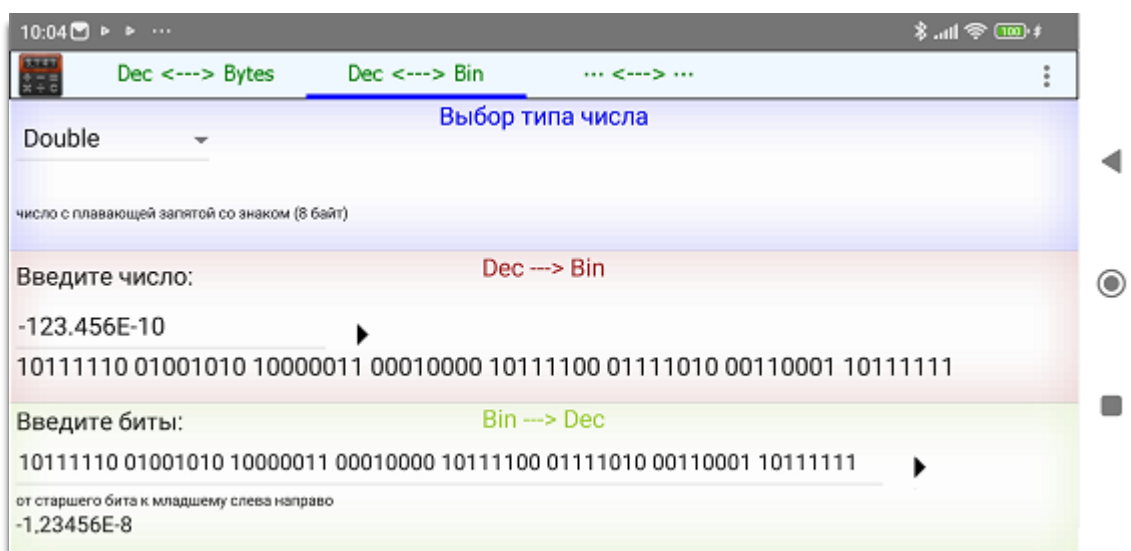 10:04
100
Dec <---> Bytes Dec <---> Bin ... <---> ...
Выбор типа числа
Double
число с плавающей запятой со знаком (8 байт)
Dec ---> Bin
Введите число:
-123.456E-10
10111110 01001010 10000011 00010000 10111100 01111010 00110001 10111111
Введите биты:
Bin ---> Dec
10111110 01001010 10000011 00010000 10111100 01111010 00110001 10111111
от старшего бита к младшему слева направо
-1,23456E-8